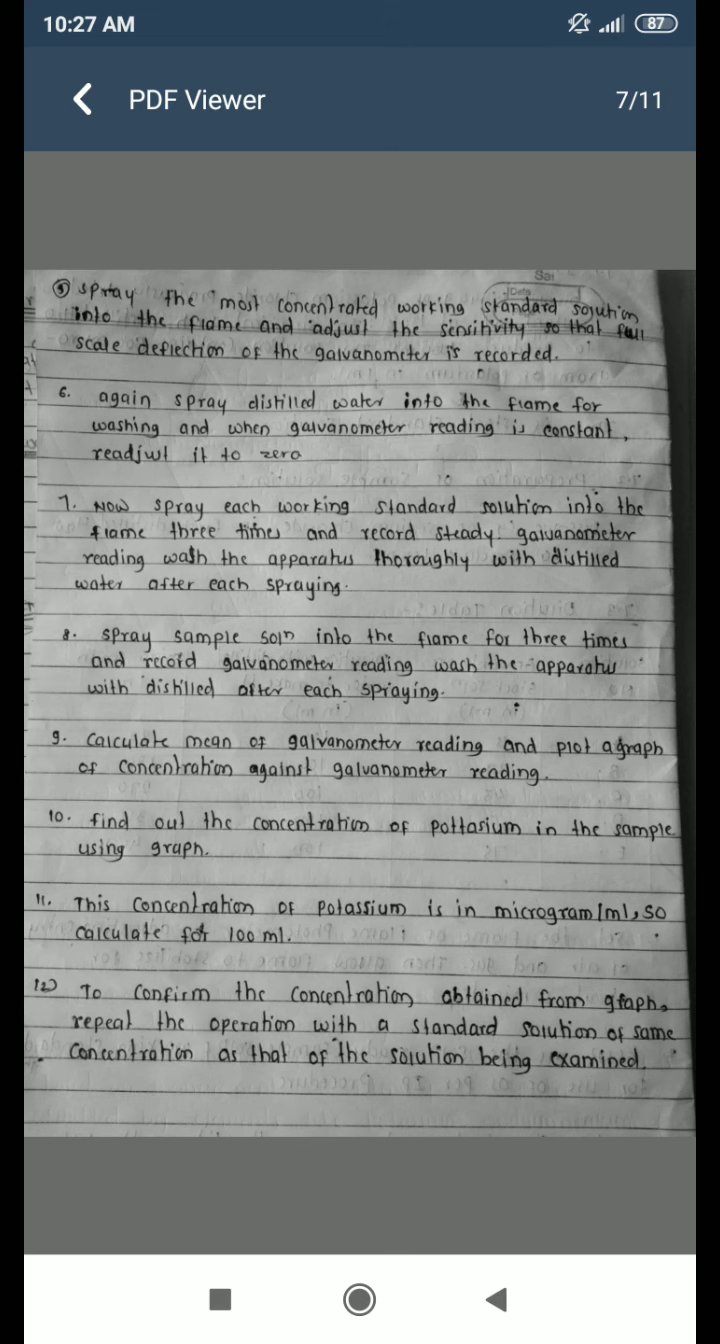 10:27 AM
87
PDF Viewer
7/11
Sai
Date
⑤ spray the most concentrated working standard solution
into the flame and adjust the sensitivity so that full
scale deflection of the galvanometer is recorded.
6. again spray distilled water into the flame for
washing and when galvanometer reading is constant,
readjust it to zero
7. Now spray each working standard solution into the
flame three times and record steady galvanometer
reading wash the apparatus thoroughly with distilled
water after each spraying.
8. spray sample soln into the flame for three times
and record galvanometer reading wash the apparatus
with distilled after each spraying.
9. Calculate mean of galvanometer reading and plot a graph
of concentration against galvanometer reading.
10. find out the concentration of pottasium in the sample
using graph.
11. This Concentration of potassium is in microgram/ml, so
calculate for 100 ml.
12) To confirm the concentration obtained from graph,
repeat the operation with a standard solution of same
concentration as that of the solution being examined.